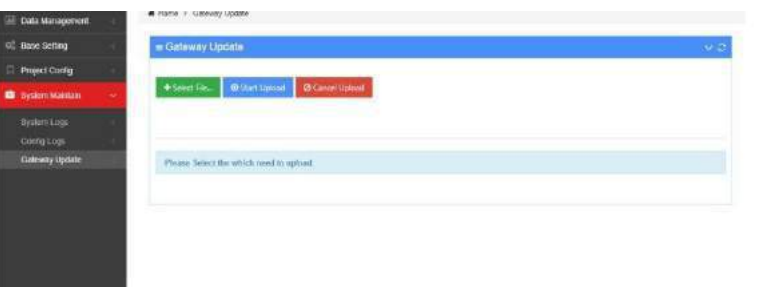 Data Management
Home > Gateway Update
Base Setting
Gateway Update
Project Config
+ Select File...
Start Upload
Cancel Upload
System Maintain
System Logs
Config Logs
Gateway Update
Please Select the which need to upload